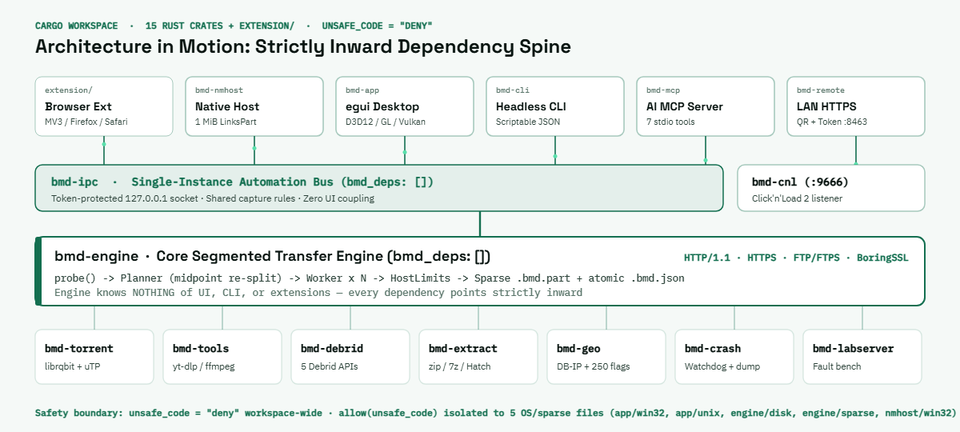 CARGO WORKSPACE · 15 RUST CRATES + EXTENSION/ · UNSAFE_CODE = "DENY"
Architecture in Motion: Strictly Inward Dependency Spine
extension/
Browser Ext
MV3 / Firefox / Safari
bmd-nmhost
Native Host
1 MiB LinksPart
bmd-app
egui Desktop
D3D12 / GL / Vulkan
bmd-cli
Headless CLI
Scriptable JSON
bmd-mcp
AI MCP Server
7 stdio tools
bmd-remote
LAN HTTPS
QR + Token :8463
bmd-ipc · Single-Instance Automation Bus (bmd_deps: [])
Token-protected 127.0.0.1 socket · Shared capture rules · Zero UI coupling
bmd-cnl (:9666)
Click'n'Load 2 listener
bmd-engine · Core Segmented Transfer Engine (bmd_deps: [])
HTTP/1.1 · HTTPS · FTP/FTPS · BoringSSL
probe() -> Planner (midpoint re-split) -> Worker x N -> HostLimits -> Sparse .bmd.part + atomic .bmd.json
Engine knows NOTHING of UI, CLI, or extensions — every dependency points strictly inward
bmd-torrent
librqbit + uTP
bmd-tools
yt-dlp / ffmpeg
bmd-debrid
5 Debrid APIs
bmd-extract
zip / 7z / Hatch
bmd-geo
DB-IP + 250 flags
bmd-crash
Watchdog + dump
bmd-labserver
Fault bench
Safety boundary: unsafe_code = "deny" workspace-wide · allow(unsafe_code) isolated to 5 OS/sparse files (app/win32, app/unix, engine/disk, engine/sparse, nmhost/win32)